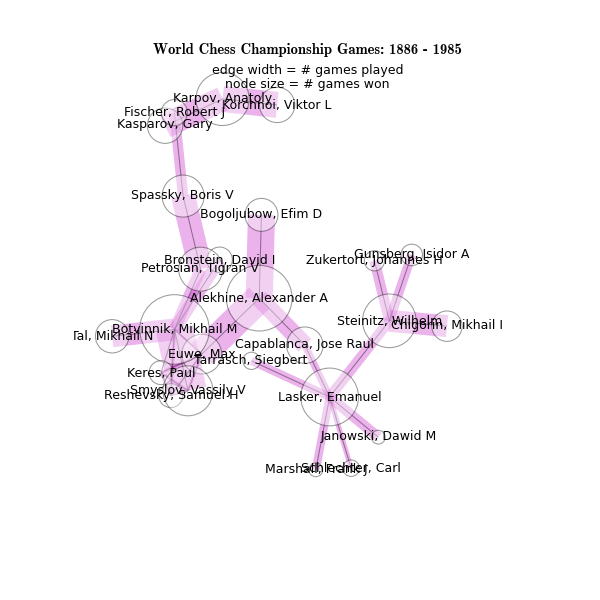 World Chess Championship Games: 1886 - 1985
edge width = # games played
node size = # games won
Karpov, Anatoly
Korchnoi, Viktor L
Fischer, Robert J
Kasparov, Gary
Spassky, Boris V
Bogoljubow, Efim D
Bronstein, David I
Petrosian, Tigran V
Gunsberg, Isidor A
Zukertort, Johannes H
Alekhine, Alexander A
Steinitz, Wilhelm
Chigorin, Mikhail I
Botvinnik, Mikhail M
Tal, Mikhail N
Capablanca, Jose Raul
Euwe, Max
Tarrasch, Siegbert
Keres, Paul
Smyslov, Vassily V
Reshevsky, Samuel H
Lasker, Emanuel
Janowski, Dawid M
Marshall, Frank J
Schlechter, Carl